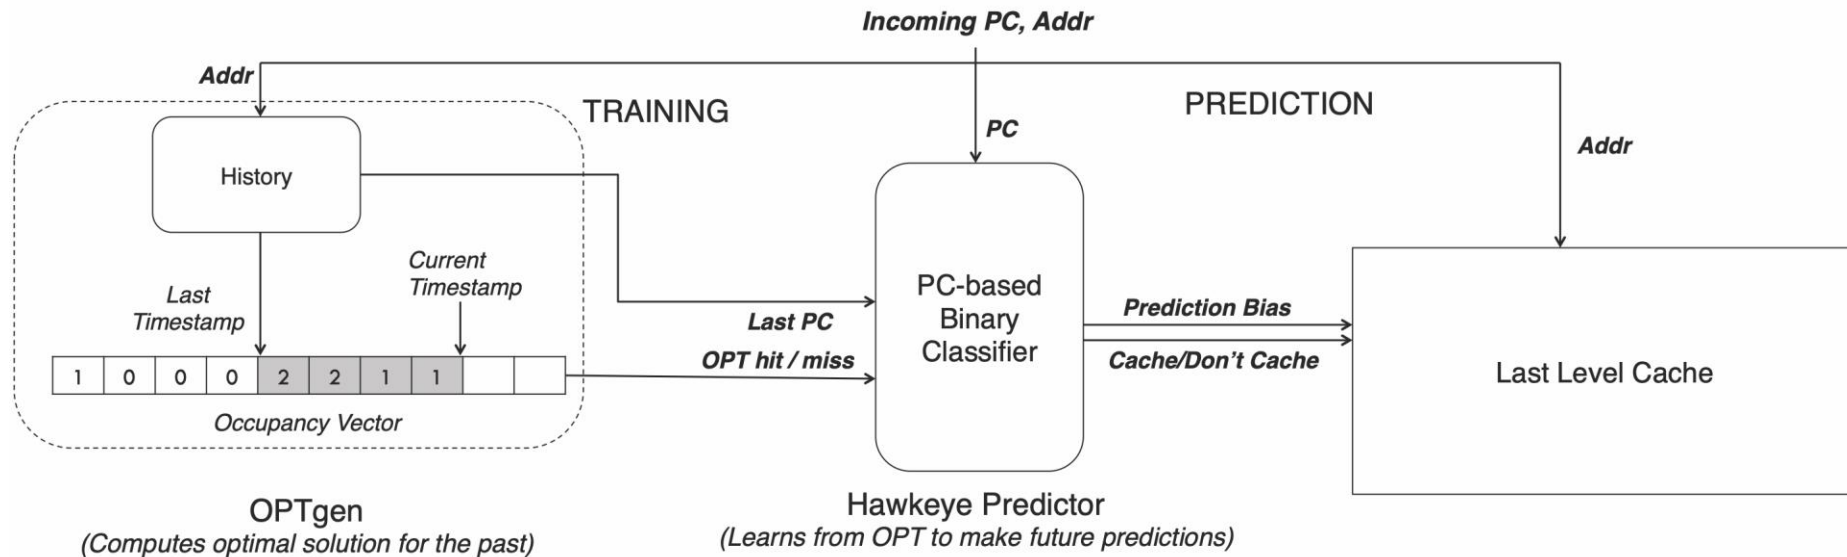 Incoming PC, Addr
Addr
TRAINING
PREDICTION
PC
Addr
History
Last
Timestamp
Current
Timestamp
1 0 0 0 2 2 1 1
Occupancy Vector
Last PC
OPT hit / miss
PC-based
Binary
Classifier
Prediction Bias
Cache/Don't Cache
Last Level Cache
OPTgen
(Computes optimal solution for the past)
Hawkeye Predictor
(Learns from OPT to make future predictions)